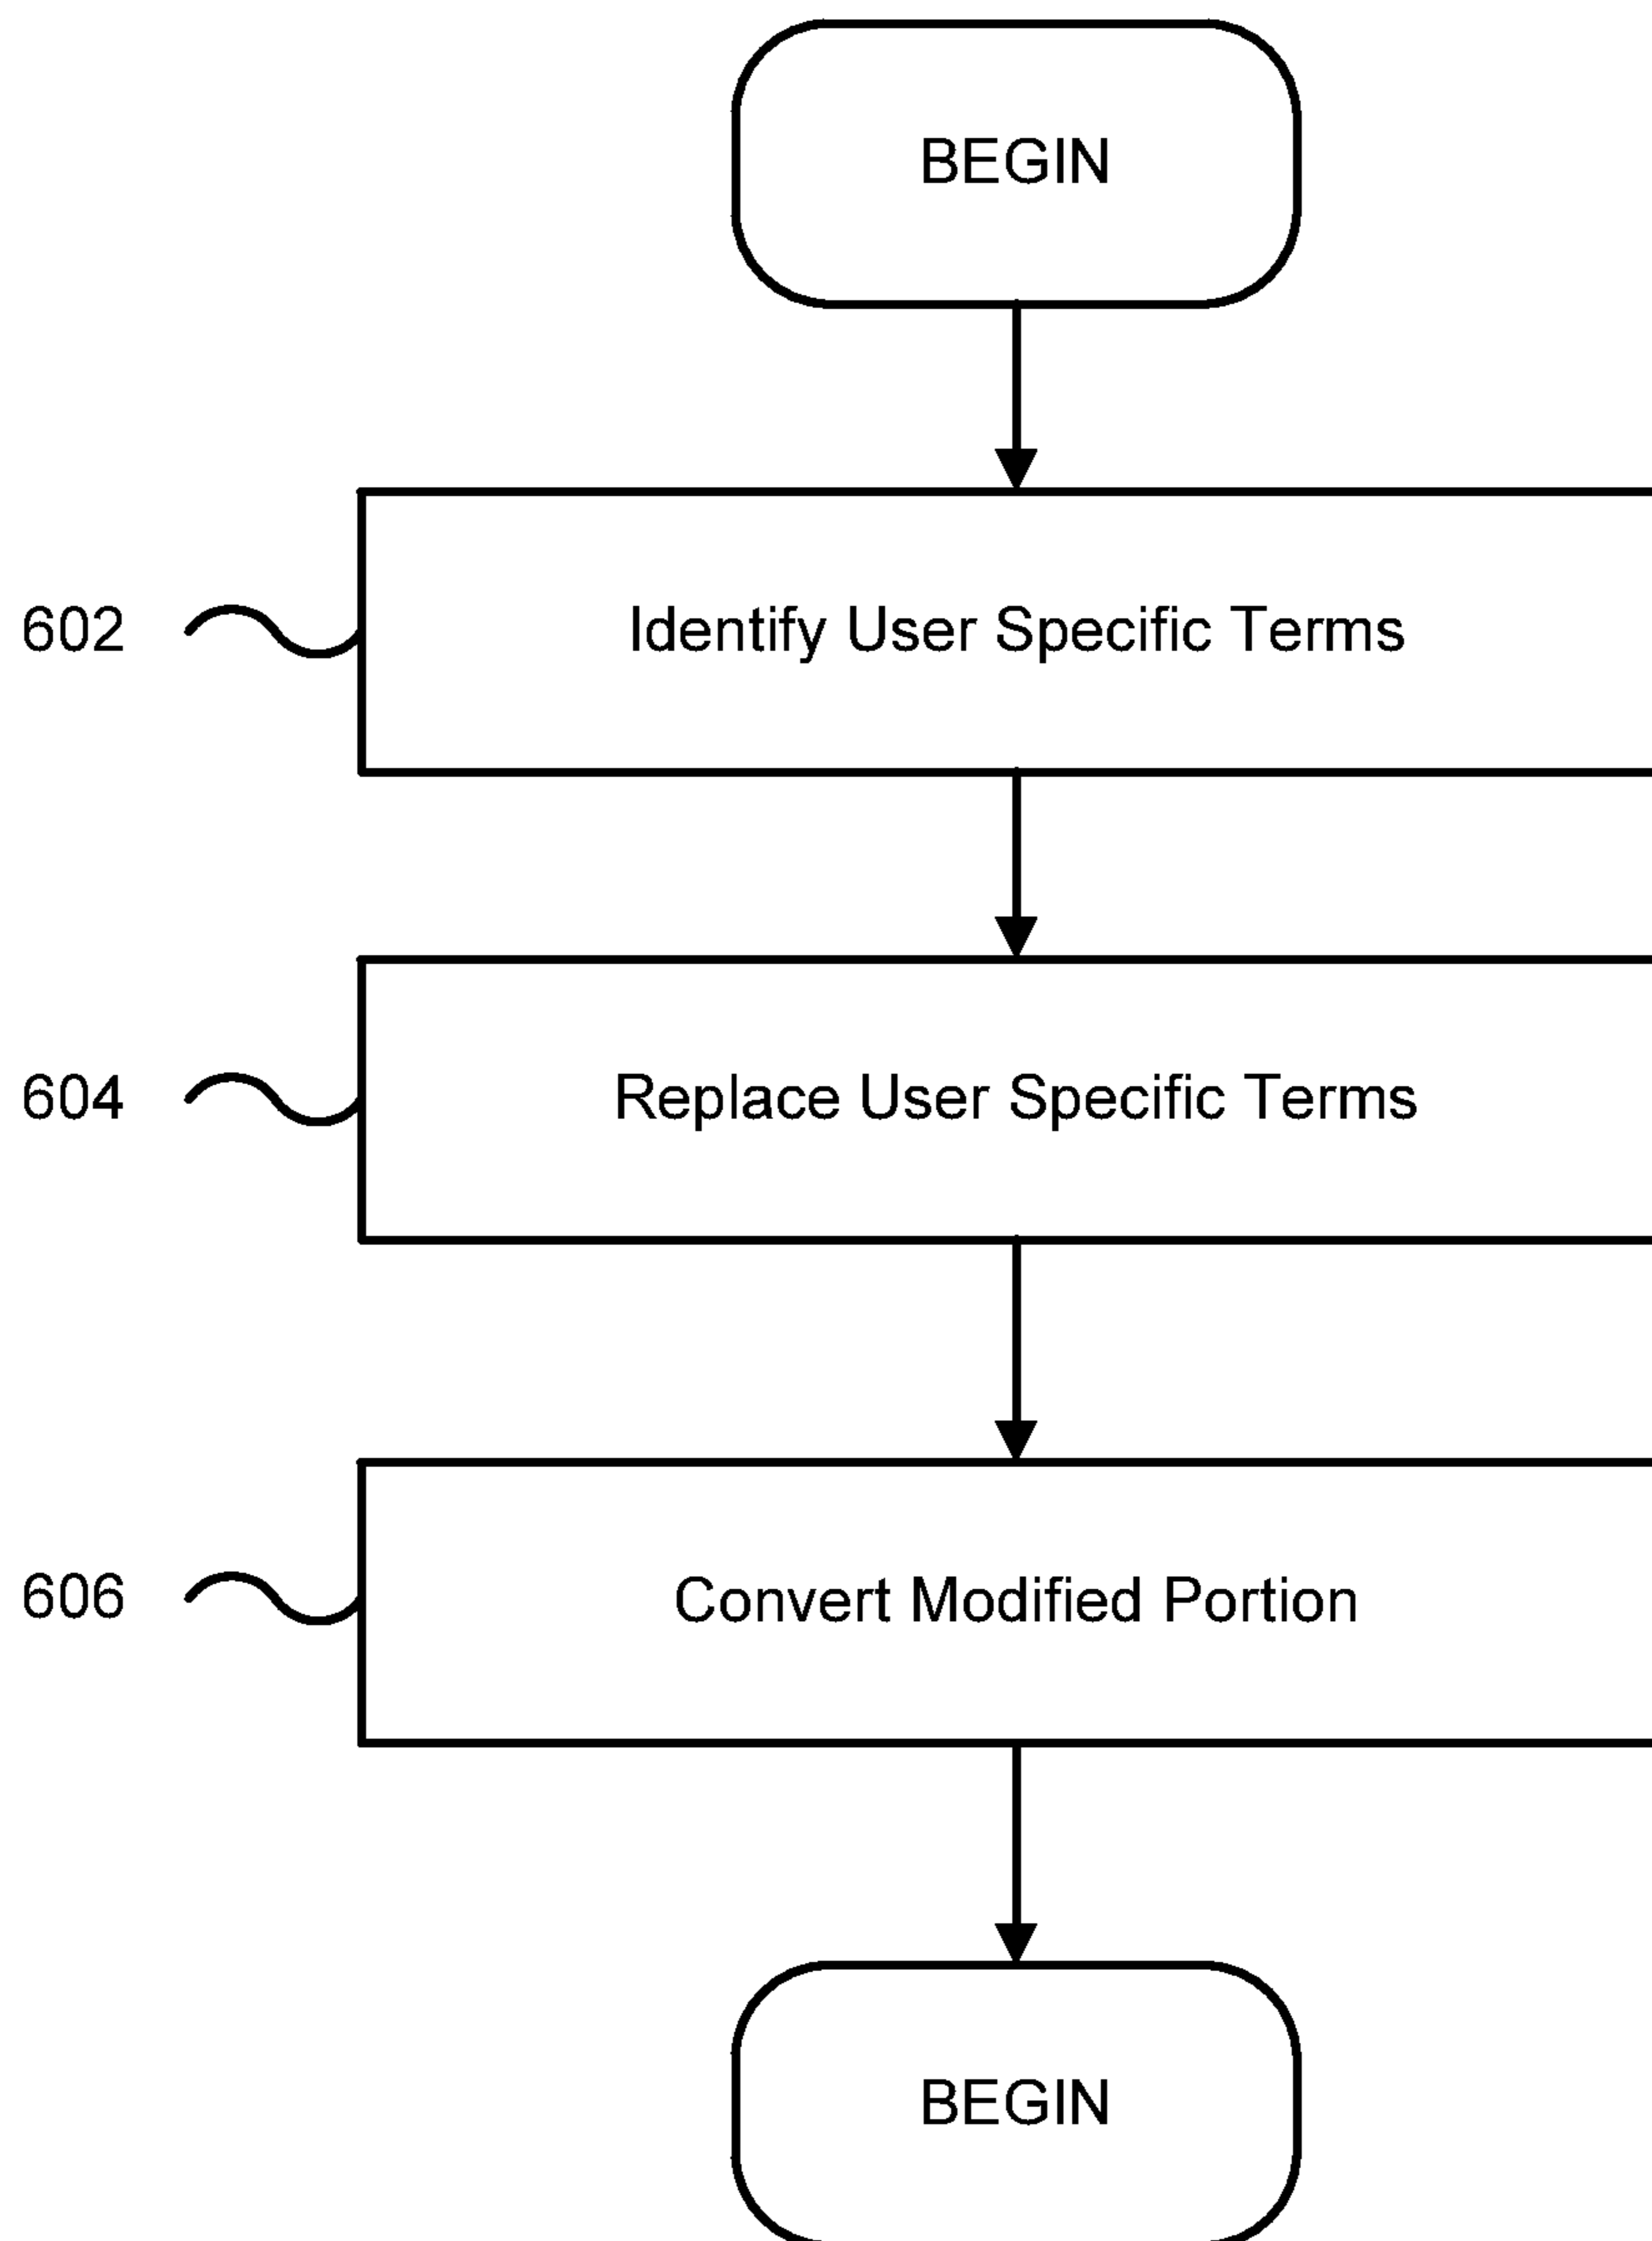 BEGIN
602 Identify User Specific Terms
604 Replace User Specific Terms
606 Convert Modified Portion
BEGIN